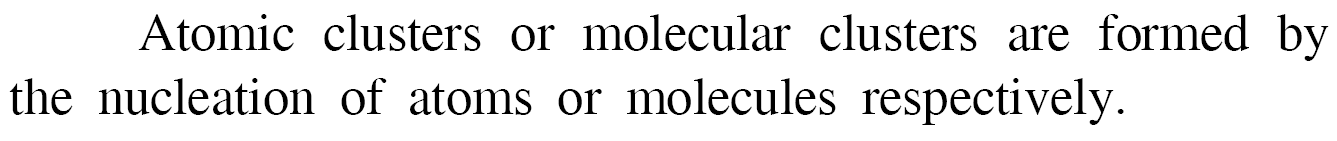 Atomic clusters or molecular clusters are formed by
the nucleation of atoms or molecules respectively.